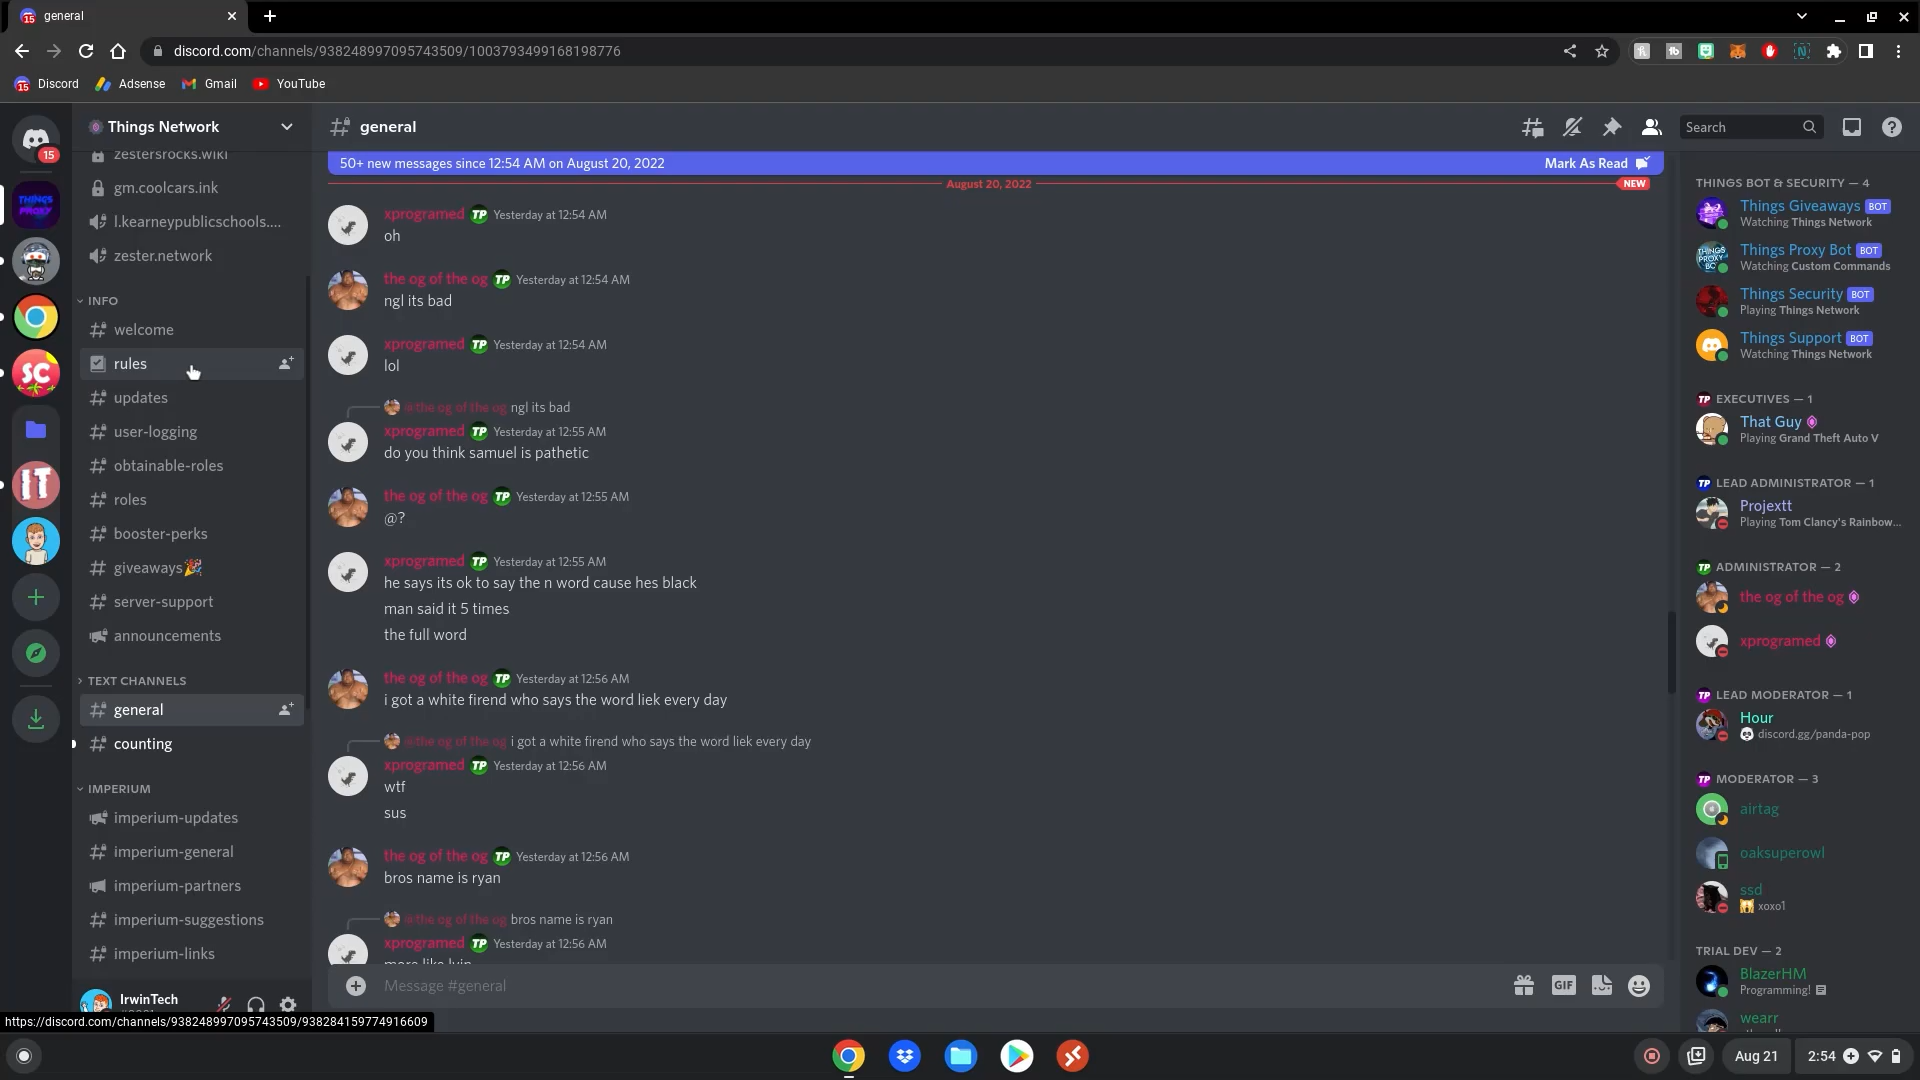 general
discord.com/channels/938248997095743509/1003793499168198776
15 Discord
Adsense
Gmail
YouTube
15
THINGS PROXY
SC
IT
Things Network
zestersrocks.wiki
gm.coolcars.ink
l.kearneypublicschools....
zester.network
INFO
welcome
rules
updates
user-logging
obtainable-roles
roles
booster-perks
giveaways🎉
server-support
announcements
TEXT CHANNELS
general
counting
IMPERIUM
imperium-updates
imperium-general
imperium-partners
imperium-suggestions
imperium-links
IrwinTech
https://discord.com/channels/938248997095743509/938284159774916609
general
Search
50+ new messages since 12:54 AM on August 20, 2022
Mark As Read
August 20, 2022
NEW
xprogramed TP Yesterday at 12:54 AM
oh
the og of the og TP Yesterday at 12:54 AM
ngl its bad
xprogramed TP Yesterday at 12:54 AM
lol
@the og of the og ngl its bad
xprogramed TP Yesterday at 12:55 AM
do you think samuel is pathetic
the og of the og TP Yesterday at 12:55 AM
@?
xprogramed TP Yesterday at 12:55 AM
he says its ok to say the n word cause hes black
man said it 5 times
the full word
the og of the og TP Yesterday at 12:56 AM
i got a white firend who says the word liek every day
@the og of the og i got a white firend who says the word liek every day
xprogramed TP Yesterday at 12:56 AM
wtf
sus
the og of the og TP Yesterday at 12:56 AM
bros name is ryan
@the og of the og bros name is ryan
xprogramed TP Yesterday at 12:56 AM
Message #general
GIF
THINGS BOT & SECURITY — 4
Things Giveaways BOT
Watching Things Network
Things Proxy Bot BOT
Watching Custom Commands
Things Security BOT
Playing Things Network
Things Support BOT
Watching Things Network
TP EXECUTIVES — 1
That Guy
Playing Grand Theft Auto V
TP LEAD ADMINISTRATOR — 1
Projextt
Playing Tom Clancy's Rainbow...
TP ADMINISTRATOR — 2
the og of the og
xprogramed
TP LEAD MODERATOR — 1
Hour
discord.gg/panda-pop
TP MODERATOR — 3
airtag
oaksuperowl
ssd
xoxo1
TRIAL DEV — 2
BlazerHM
Programming!
wearr
Aug 21
2:54